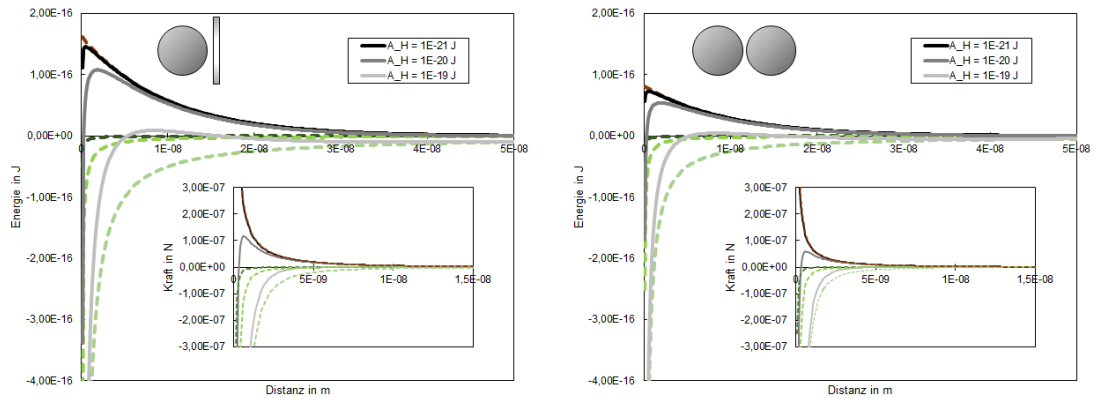 2,00E-16
1,00E-16
0,00E+00
-1,00E-16
-2,00E-16
-3,00E-16
-4,00E-16
Energie in J
0 1E-08 2E-08 3E-08 4E-08 5E-08
Distanz in m
A_H = 1E-21 J
A_H = 1E-20 J
A_H = 1E-19 J
3,00E-07
2,00E-07
1,00E-07
0,00E+00
-1,00E-07
-2,00E-07
-3,00E-07
Kraft in N
0 5E-09 1E-08 1,5E-08
2,00E-16
1,00E-16
0,00E+00
-1,00E-16
-2,00E-16
-3,00E-16
-4,00E-16
Energie in J
0 1E-08 2E-08 3E-08 4E-08 5E-08
Distanz in m
A_H = 1E-21 J
A_H = 1E-20 J
A_H = 1E-19 J
3,00E-07
2,00E-07
1,00E-07
0,00E+00
-1,00E-07
-2,00E-07
-3,00E-07
Kraft in N
0 5E-09 1E-08 1,5E-08